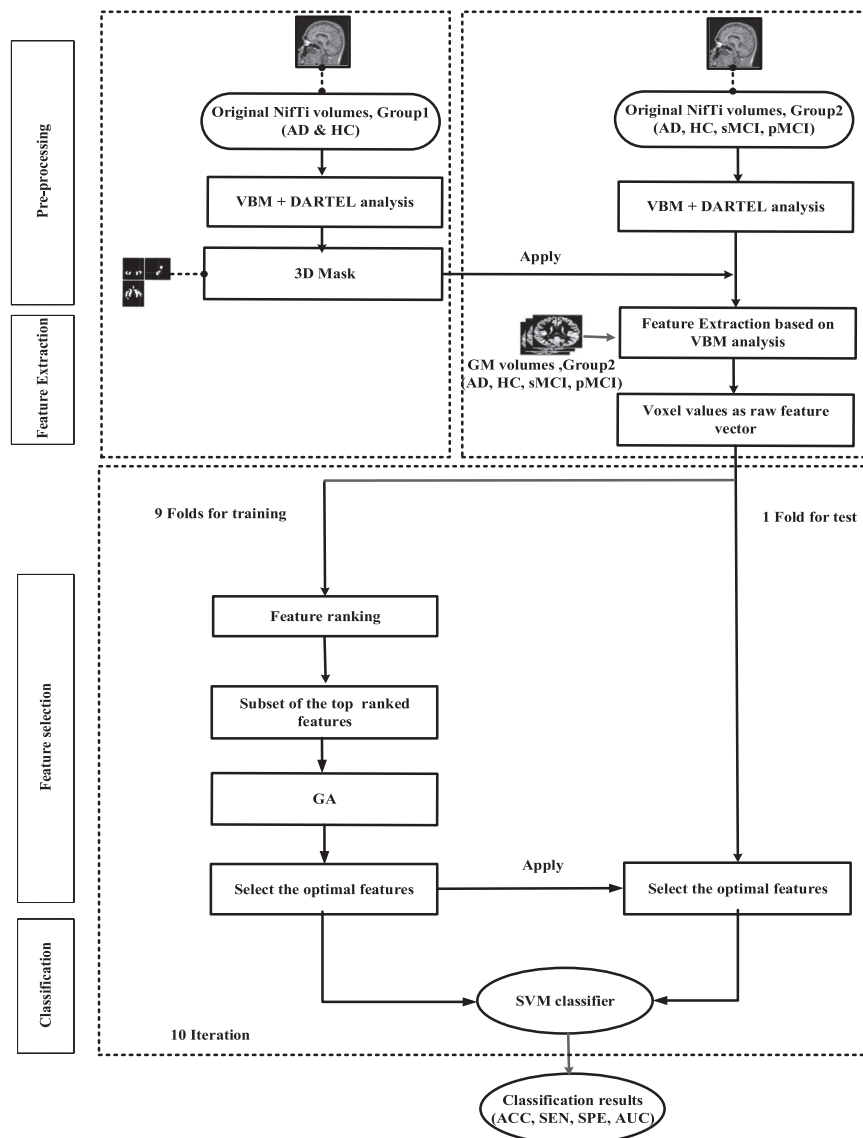 Pre-processing
Original NifTi volumes, Group1
(AD & HC)
VBM + DARTEL analysis
3D Mask
Apply
Original NifTi volumes, Group2
(AD, HC, sMCI, pMCI)
VBM + DARTEL analysis
Feature Extraction
GM volumes ,Group2
(AD, HC, sMCI, pMCI)
Feature Extraction based on
VBM analysis
Voxel values as raw feature
vector
9 Folds for training
1 Fold for test
Feature selection
Feature ranking
Subset of the top ranked
features
GA
Select the optimal features
Apply
Select the optimal features
Classification
SVM classifier
10 Iteration
Classification results
(ACC, SEN, SPE, AUC)